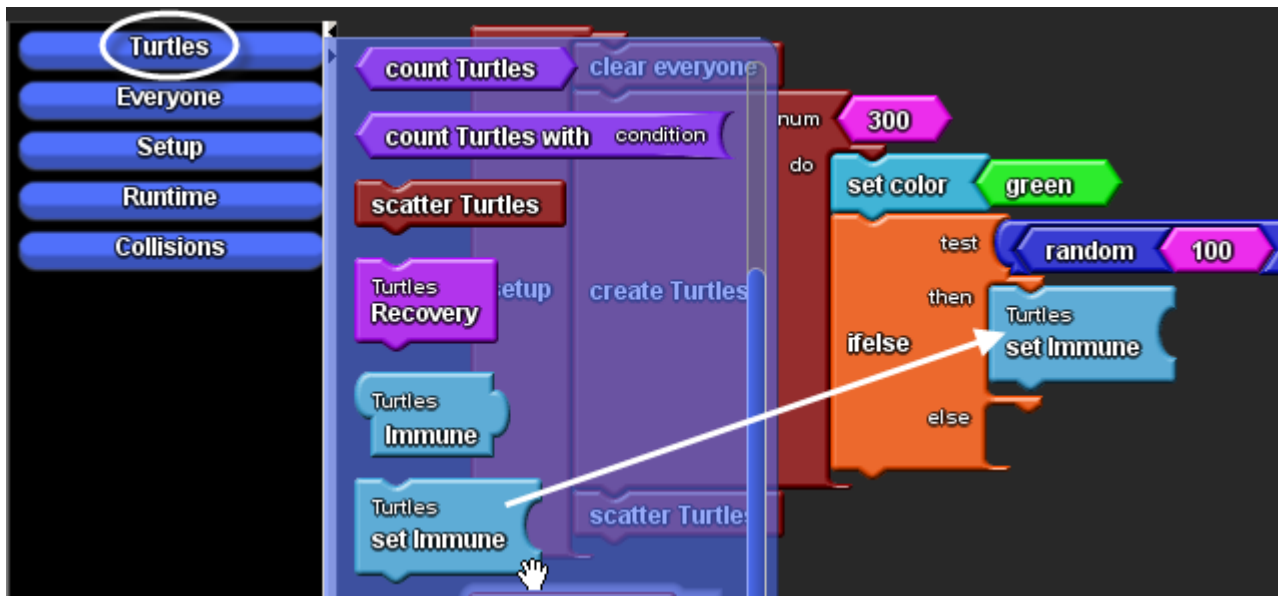 Turtles
Everyone
Setup
Runtime
Collisions
count Turtles
count Turtles with condition
scatter Turtles
Turtles
Recovery
Turtles
Immune
Turtles
set Immune
setup
clear everyone
create Turtles
num 300
do
set color green
ifelse
test random 100
then
Turtles
set Immune
else
scatter Turtles